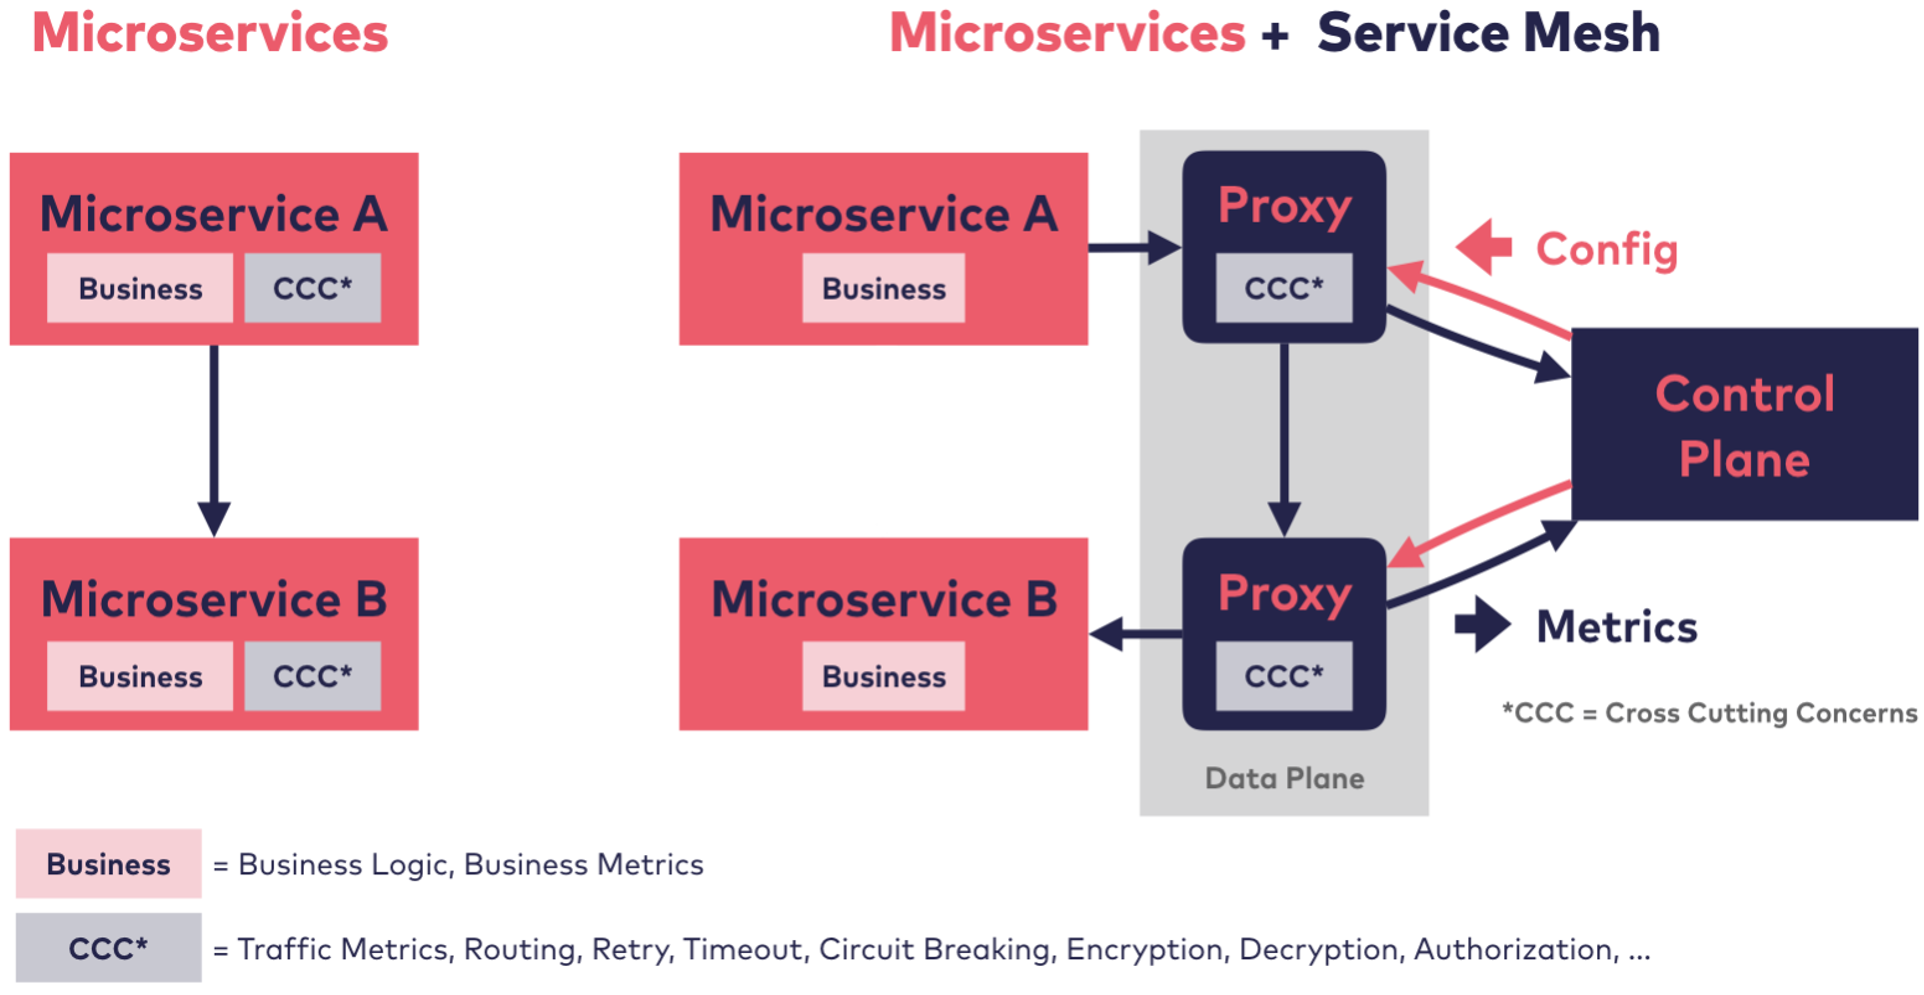 Microservices
Microservices + Service Mesh
Microservice A
Business
CCC*
Microservice B
Business
CCC*
Microservice A
Business
Proxy
CCC*
Config
Control
Plane
Microservice B
Business
Proxy
CCC*
Metrics
*CCC = Cross Cutting Concerns
Data Plane
Business = Business Logic, Business Metrics
CCC* = Traffic Metrics, Routing, Retry, Timeout, Circuit Breaking, Encryption, Decryption, Authorization, ...